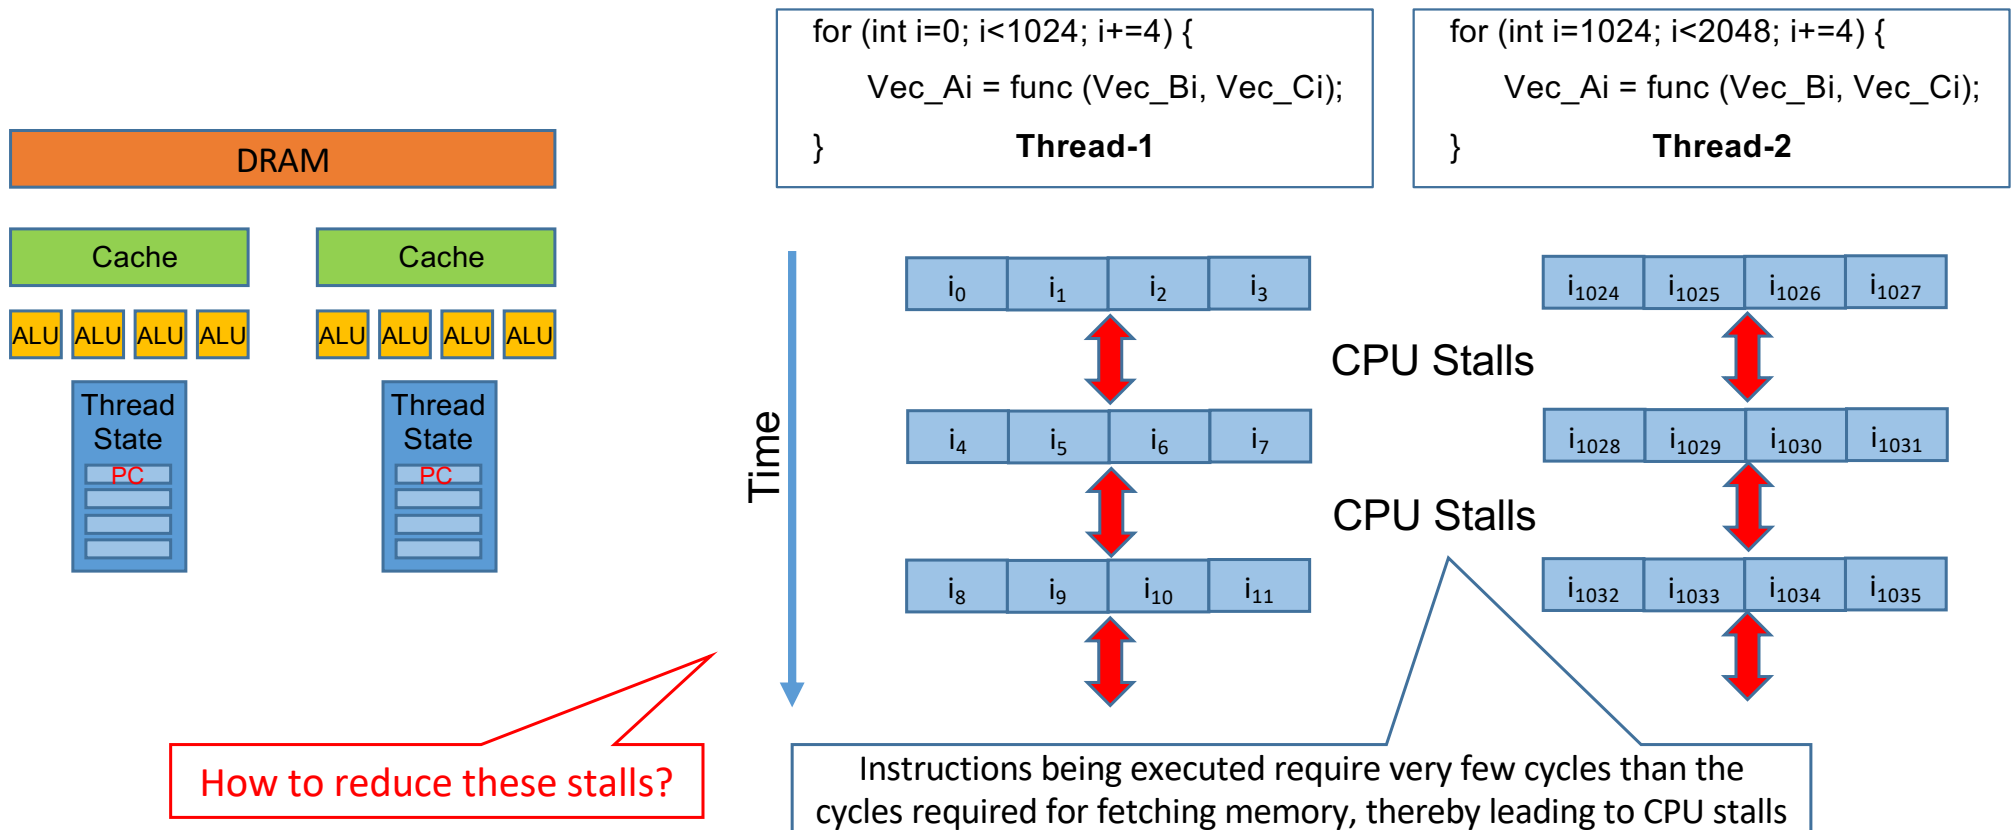 for (int i=0; i<1024; i+=4) {
Vec_Ai = func (Vec_Bi, Vec_Ci);
}
Thread-1
for (int i=1024; i<2048; i+=4) {
Vec_Ai = func (Vec_Bi, Vec_Ci);
}
Thread-2
DRAM
Cache
Cache
ALU ALU ALU ALU
ALU ALU ALU ALU
Thread
State
PC
Thread
State
PC
Time
i0 i1 i2 i3
i1024 i1025 i1026 i1027
CPU Stalls
i4 i5 i6 i7
i1028 i1029 i1030 i1031
CPU Stalls
i8 i9 i10 i11
i1032 i1033 i1034 i1035
How to reduce these stalls?
Instructions being executed require very few cycles than the
cycles required for fetching memory, thereby leading to CPU stalls